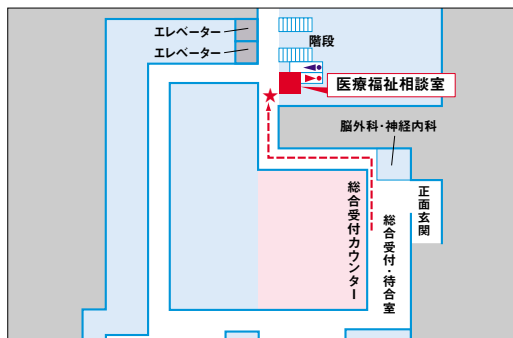 エレベーター
エレベーター
階段
医療福祉相談室
脳外科・神経内科
総合受付カウンター
総合受付・待合室
正面玄関